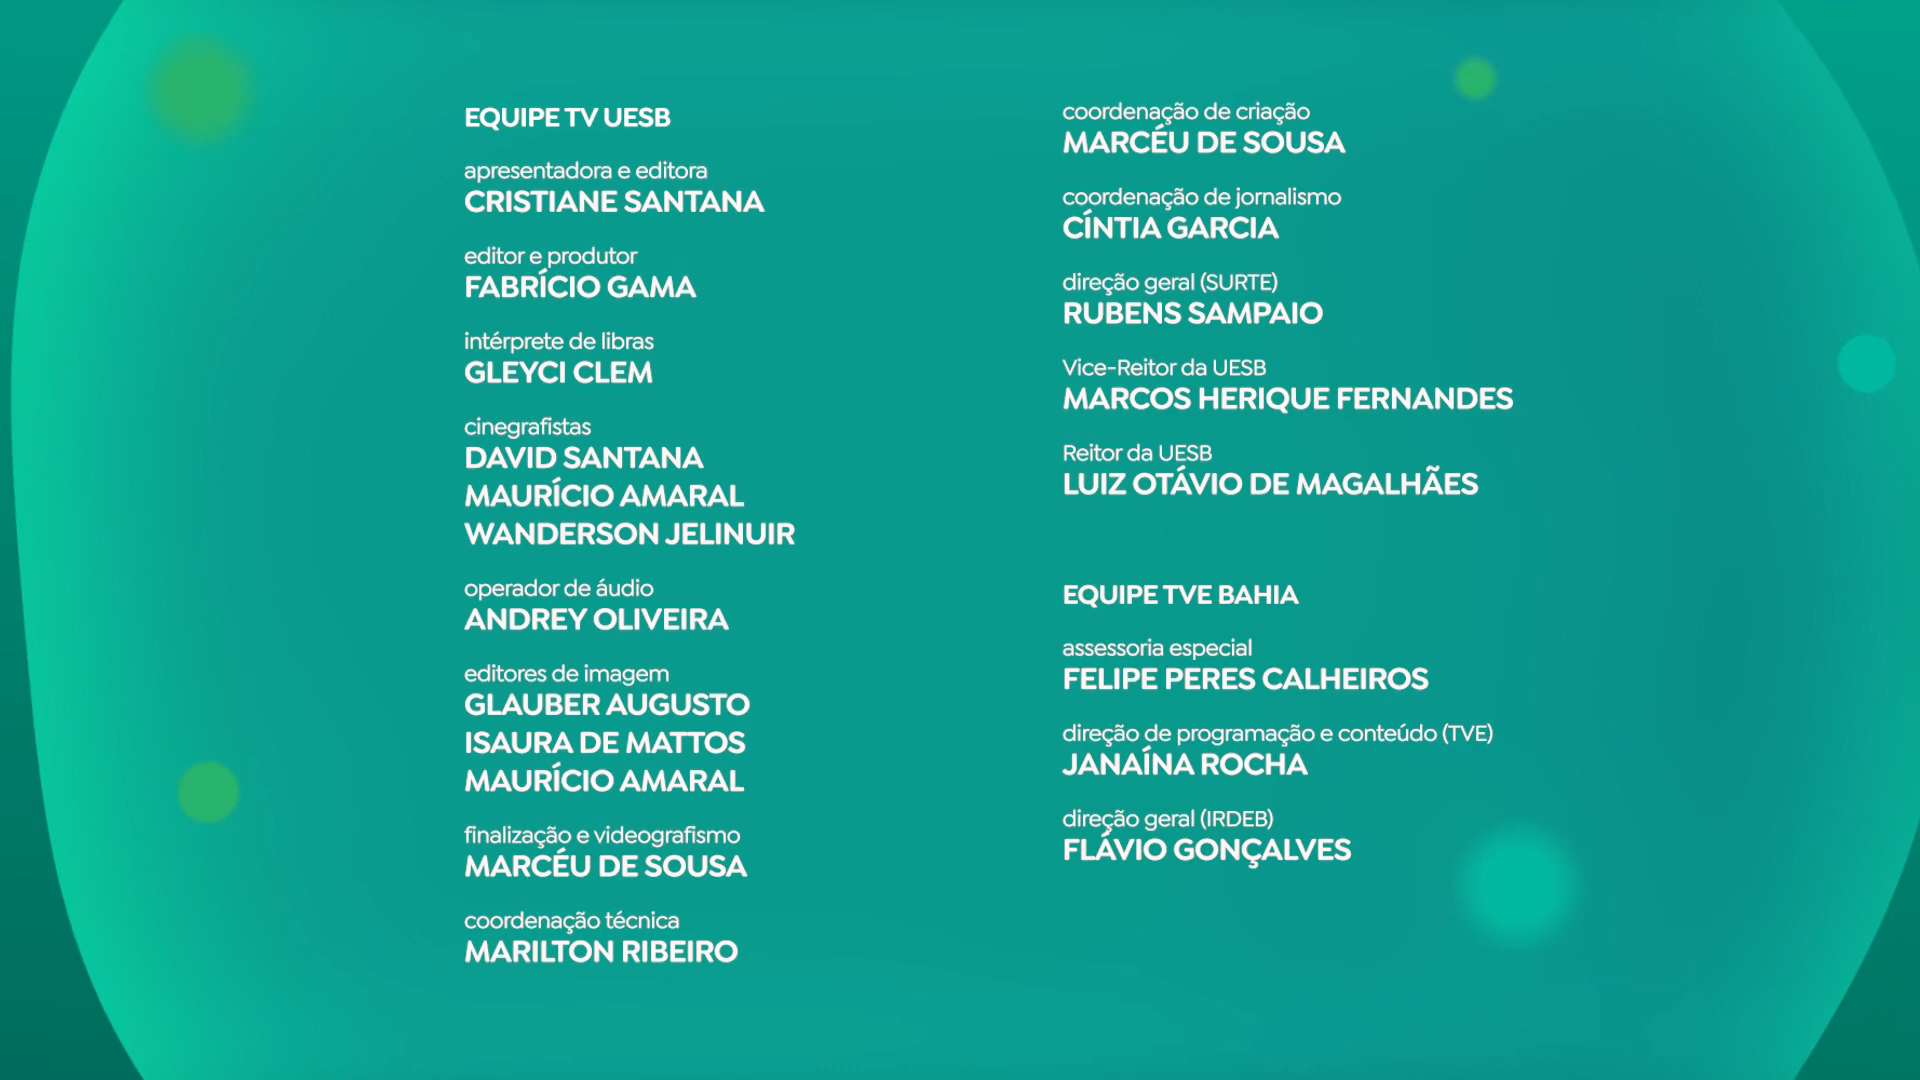 EQUIPE TV UESB
apresentadora e editora
CRISTIANE SANTANA
editor e produtor
FABRÍCIO GAMA
intérprete de libras
GLEYCI CLEM
cinegrafistas
DAVID SANTANA
MAURÍCIO AMARAL
WANDERSON JELINUIR
operador de áudio
ANDREY OLIVEIRA
editores de imagem
GLAUBER AUGUSTO
ISAURA DE MATTOS
MAURÍCIO AMARAL
finalização e videografismo
MARCÉU DE SOUSA
coordenação técnica
MARILTON RIBEIRO
coordenação de criação
MARCÉU DE SOUSA
coordenação de jornalismo
CÍNTIA GARCIA
direção geral (SURTE)
RUBENS SAMPAIO
Vice-Reitor da UESB
MARCOS HERIQUE FERNANDES
Reitor da UESB
LUIZ OTÁVIO DE MAGALHÃES
EQUIPE TVE BAHIA
assessoria especial
FELIPE PERES CALHEIROS
direção de programação e conteúdo (TVE)
JANAÍNA ROCHA
direção geral (IRDEB)
FLÁVIO GONÇALVES